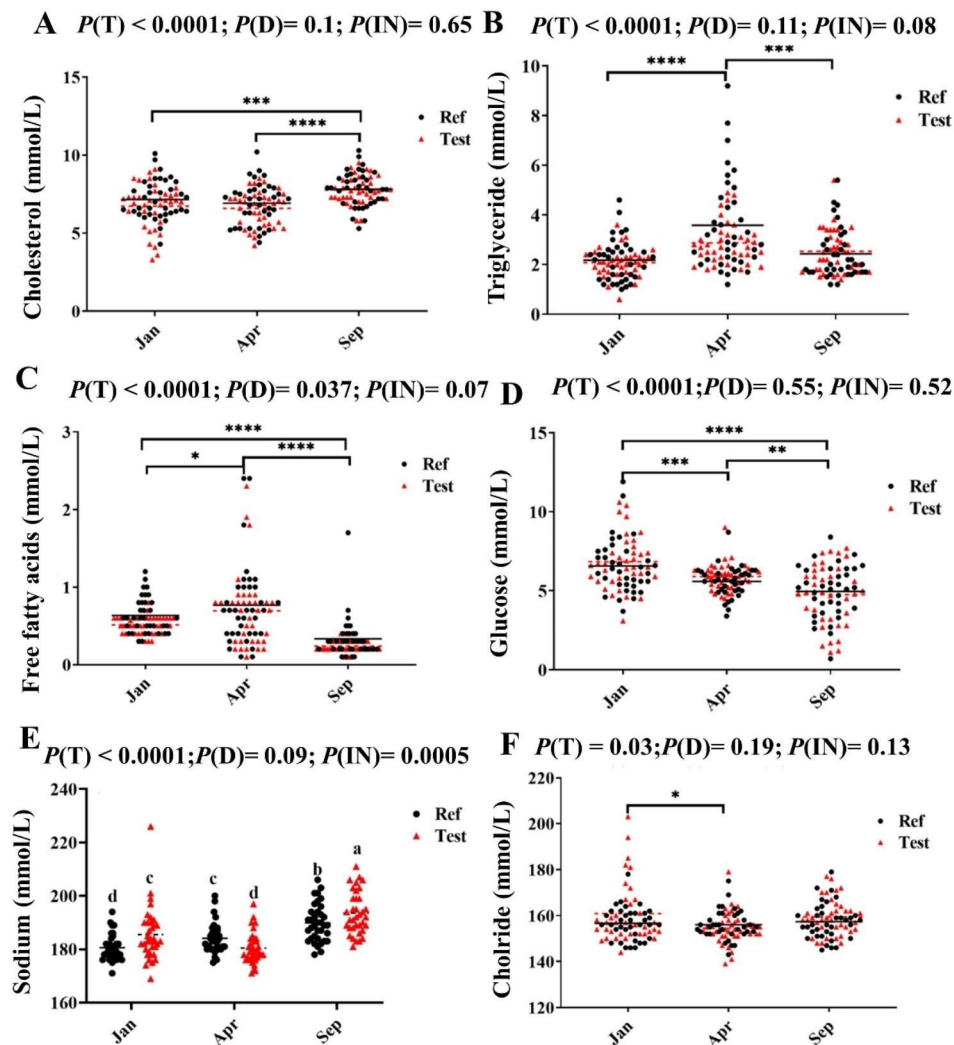 A P(T) < 0.0001; P(D)= 0.1; P(IN)= 0.65
Cholesterol (mmol/L)
15
10
5
0
***
****
Ref
Test
Jan Apr Sep
B P(T) < 0.0001; P(D)= 0.11; P(IN)= 0.08
Triglyceride (mmol/L)
10
8
6
4
2
0
**** ***
Ref
Test
Jan Apr Sep
C P(T) < 0.0001; P(D)= 0.037; P(IN)= 0.07
Free fatty acids (mmol/L)
3
2
1
0
****
* ****
Ref
Test
Jan Apr Sep
D P(T) < 0.0001;P(D)= 0.55; P(IN)= 0.52
Glucose (mmol/L)
15
10
5
0
****
*** **
Ref
Test
Jan Apr Sep
E P(T) < 0.0001;P(D)= 0.09; P(IN)= 0.0005
Sodium (mmol/L)
240
220
200
180
160
d c c d b a
Ref
Test
Jan Apr Sep
F P(T) = 0.03;P(D)= 0.19; P(IN)= 0.13
Choloride (mmol/L)
220
200
180
160
140
120
*
Ref
Test
Jan Apr Sep